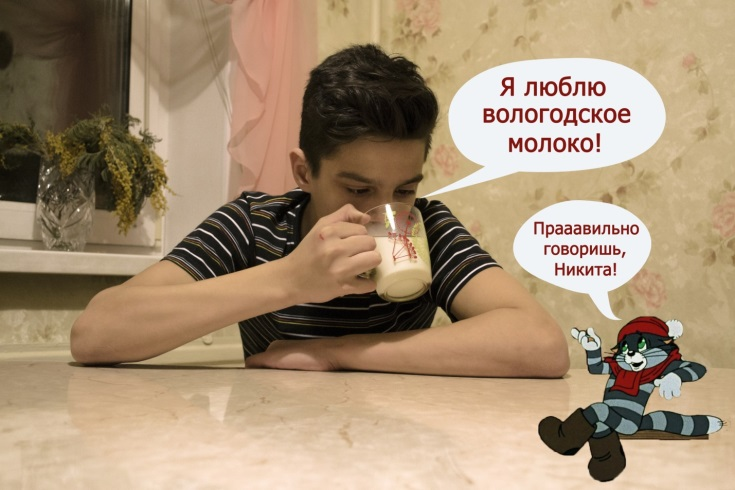 Я люблю
вологодское
молоко!
Прааавильно
говоришь,
Никита!